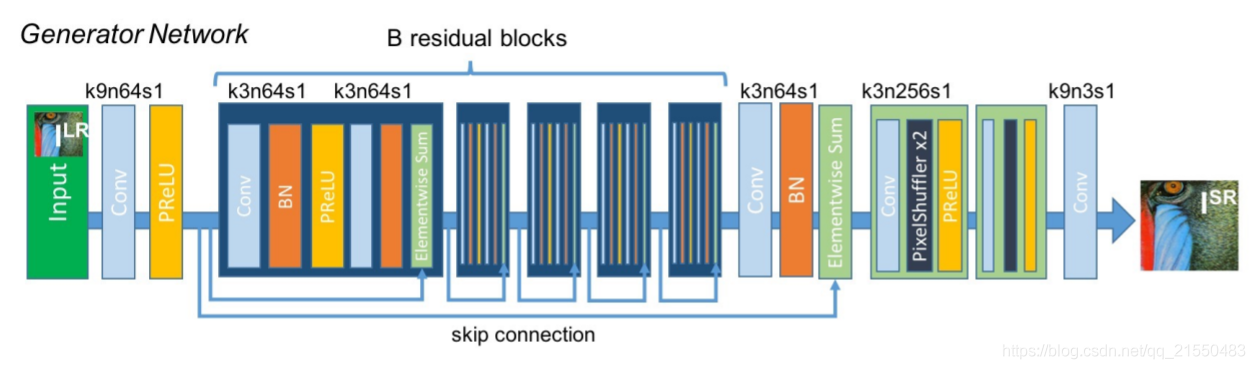 Generator Network
B residual blocks
k9n64s1
k3n64s1
k3n64s1
k3n64s1
k3n256s1
k9n3s1
I^LR
Input
Conv
PReLU
Conv
BN
PReLU
Elementwise Sum
Conv
BN
Elementwise Sum
Conv
PixelShuffler x2
PReLU
Conv
I^SR
skip connection
https://blog.csdn.net/qq_21550483